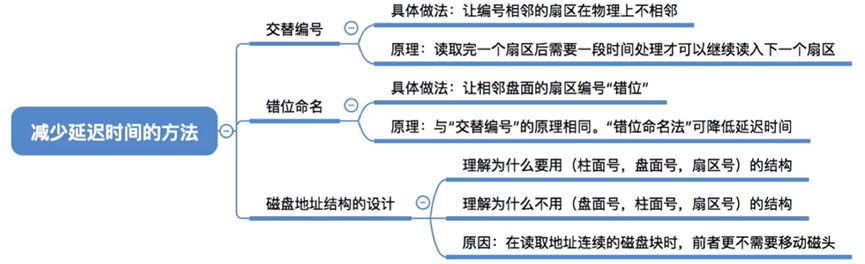 减少延迟时间的方法
交替编号
具体做法：让编号相邻的扇区在物理上不相邻
原理：读取完一个扇区后需要一段时间处理才可以继续读入下一个扇区
错位命名
具体做法：让相邻盘面的扇区编号“错位”
原理：与“交替编号”的原理相同。“错位命名法”可降低延迟时间
磁盘地址结构的设计
理解为什么要用（柱面号，盘面号，扇区号）的结构
理解为什么不用（盘面号，柱面号，扇区号）的结构
原因：在读取地址连续的磁盘块时，前者更不需要移动磁头